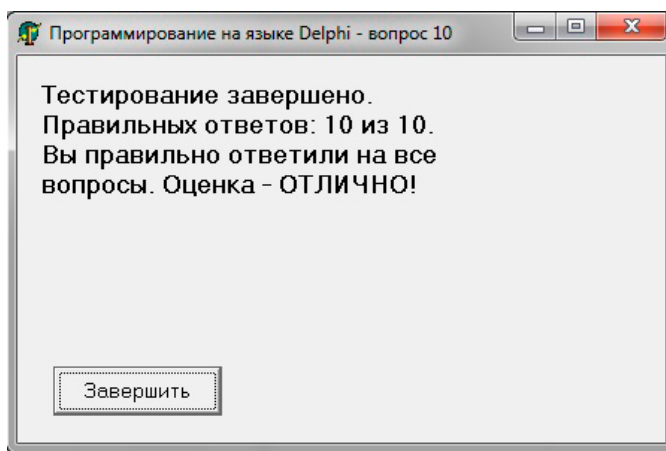 Программирование на языке Delphi - вопрос 10
Тестирование завершено.
Правильных ответов: 10 из 10.
Вы правильно ответили на все
вопросы. Оценка - ОТЛИЧНО!
Завершить